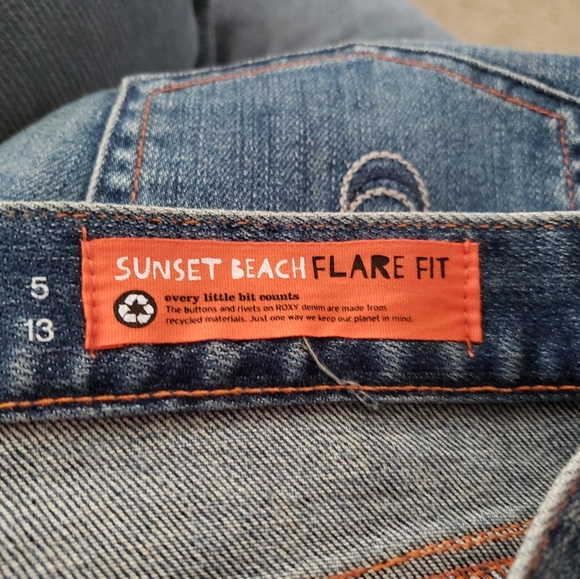 5
13
SUNSET BEACH FLARE FIT
every little bit counts
The buttons and rivets on ROXY denim are made from
recycled materials. Just one way we keep our planet in mind.